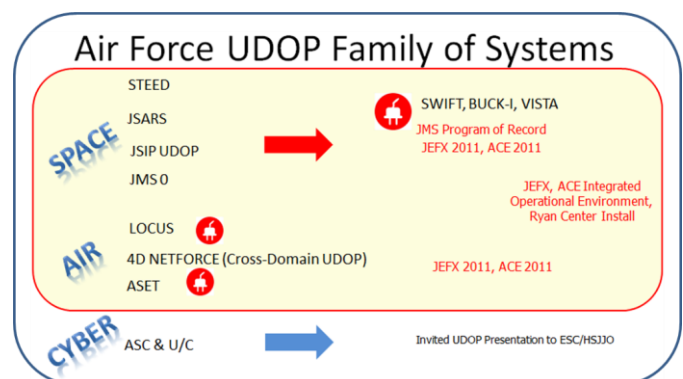 Air Force UDOP Family of Systems
STEED
SWIFT, BUCK-I, VISTA
JSARS
JMS Program of Record
SPACE
JEFX 2011, ACE 2011
JSIP UDOP
JMS 0
JEFX, ACE Integrated
Operational Environment,
Ryan Center Install
LOCUS
AIR
4D NETFORCE (Cross-Domain UDOP)
JEFX 2011, ACE 2011
ASET
CYBER
ASC & U/C
Invited UDOP Presentation to ESC/HSJJO